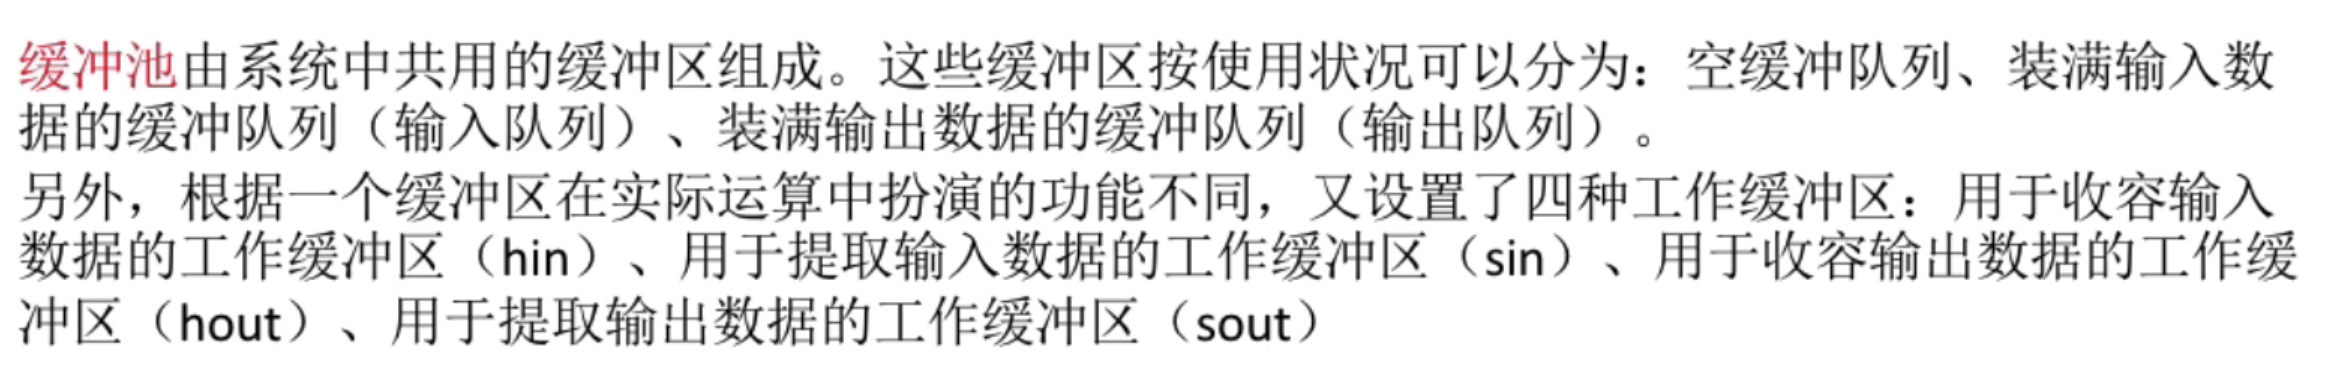 缓冲池由系统中共用的缓冲区组成。这些缓冲区按使用状况可以分为：空缓冲队列、装满输入数
据的缓冲队列（输入队列）、装满输出数据的缓冲队列（输出队列）。
另外，根据一个缓冲区在实际运算中扮演的功能不同，又设置了四种工作缓冲区：用于收容输入
数据的工作缓冲区（hin）、用于提取输入数据的工作缓冲区（sin）、用于收容输出数据的工作缓
冲区（hout）、用于提取输出数据的工作缓冲区（sout）